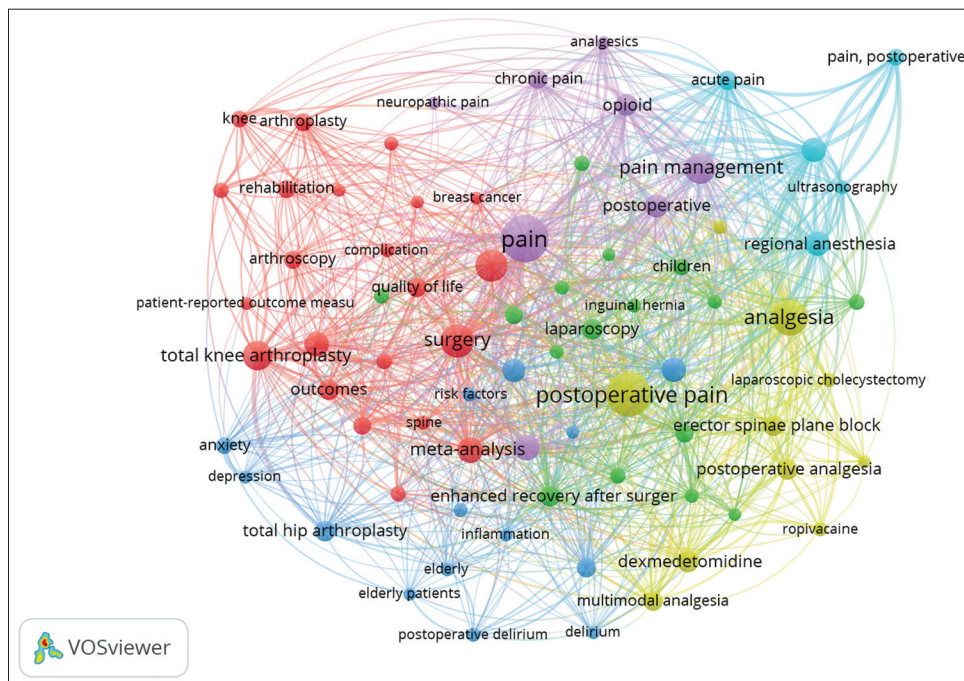 analgesics
pain, postoperative
chronic pain
acute pain
neuropathic pain
opioid
knee
arthroplasty
pain management
rehabilitation
ultrasonography
breast cancer
postoperative
pain
regional anesthesia
complication
arthroscopy
children
quality of life
patient-reported outcome measu
inguinal hernia
analgesia
laparoscopy
surgery
total knee arthroplasty
laparoscopic cholecystectomy
outcomes
risk factors
postoperative pain
spine
erector spinae plane block
anxiety
meta-analysis
postoperative analgesia
depression
enhanced recovery after surger
total hip arthroplasty
inflammation
ropivacaine
dexmedetomidine
elderly
elderly patients
multimodal analgesia
postoperative delirium
delirium
VOSviewer